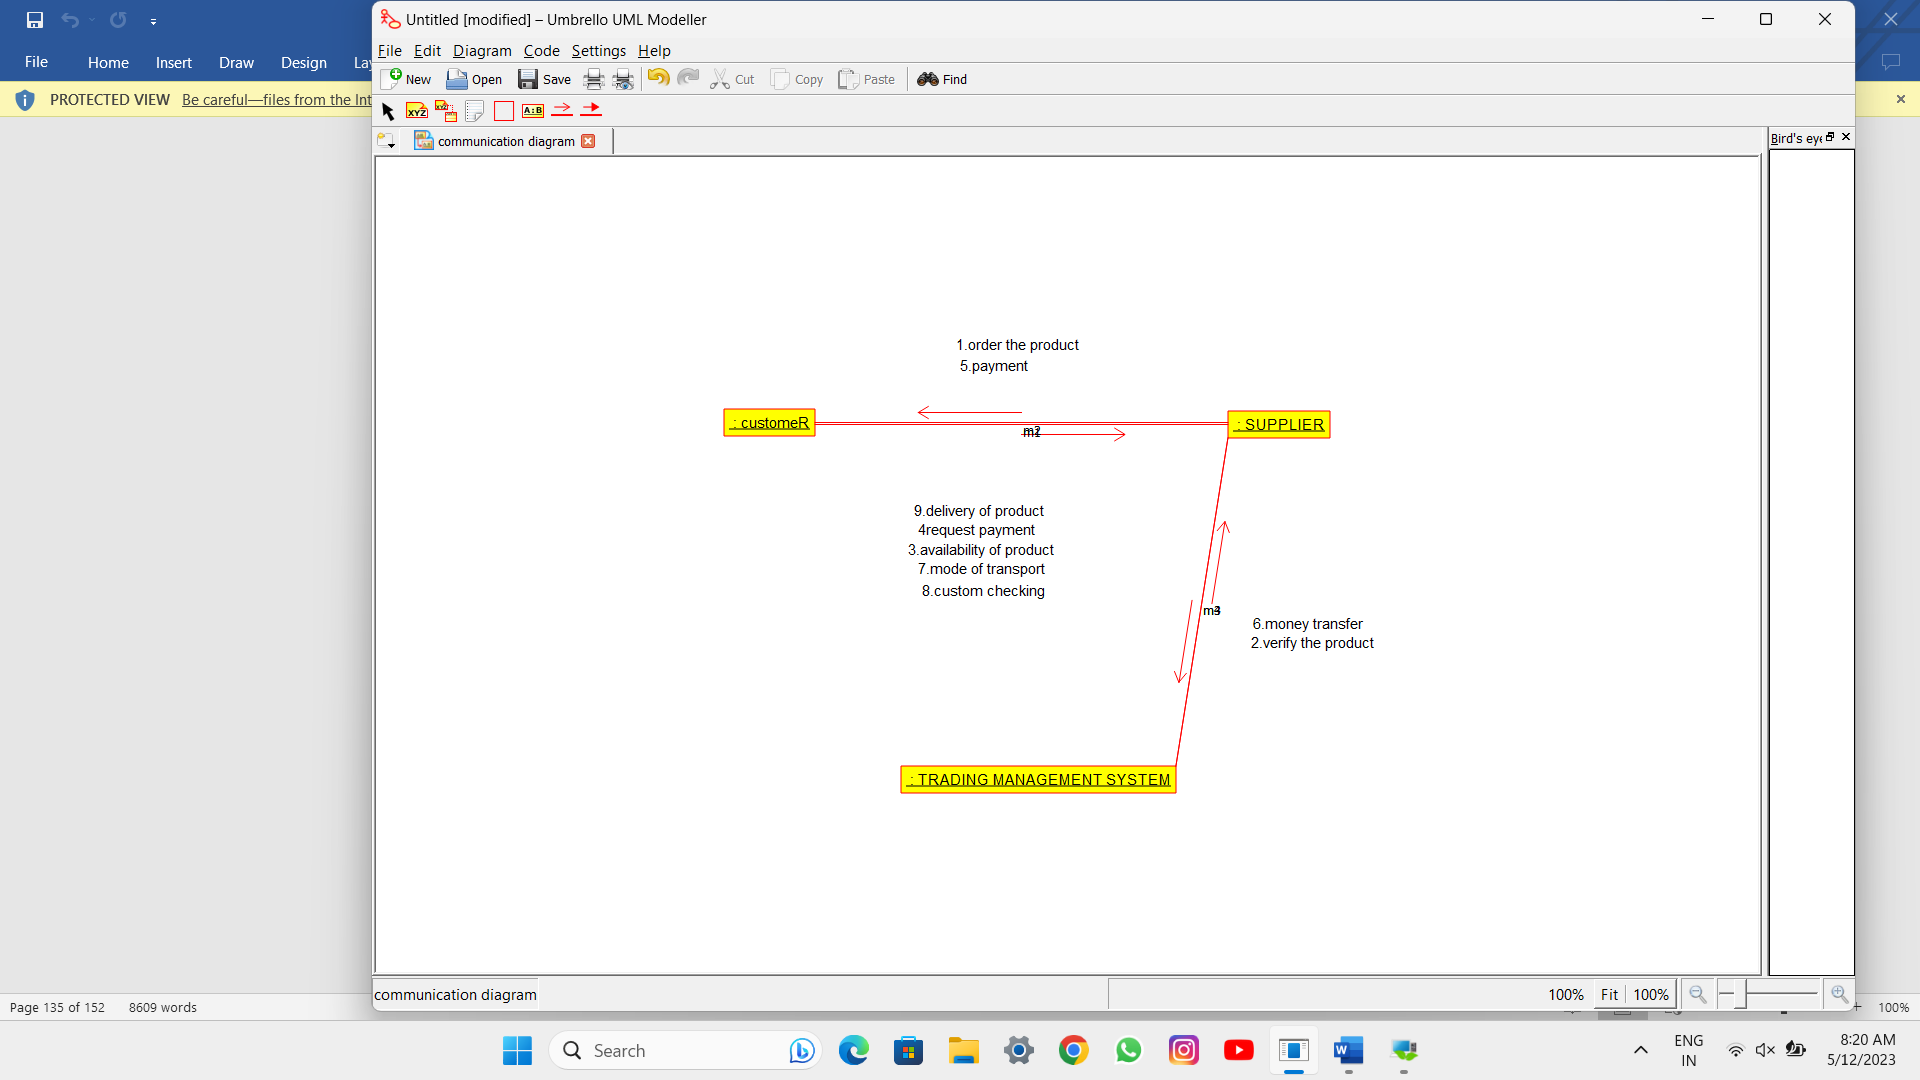 Untitled [modified] – Umbrello UML Modeller
File Edit Diagram Code Settings Help
File Home Insert Draw Design
New Open Save Cut Copy Paste Find
PROTECTED VIEW Be careful—files from the Int
XYZ XYZ A:B
communication diagram
Bird's eye
1.order the product
5.payment
: customeR
: SUPPLIER
9.delivery of product
4request payment
3.availability of product
7.mode of transport
8.custom checking
6.money transfer
2.verify the product
: TRADING MANAGEMENT SYSTEM
communication diagram
100% Fit 100%
Page 135 of 152 8609 words
100%
Search
ENG
IN
8:20 AM
5/12/2023